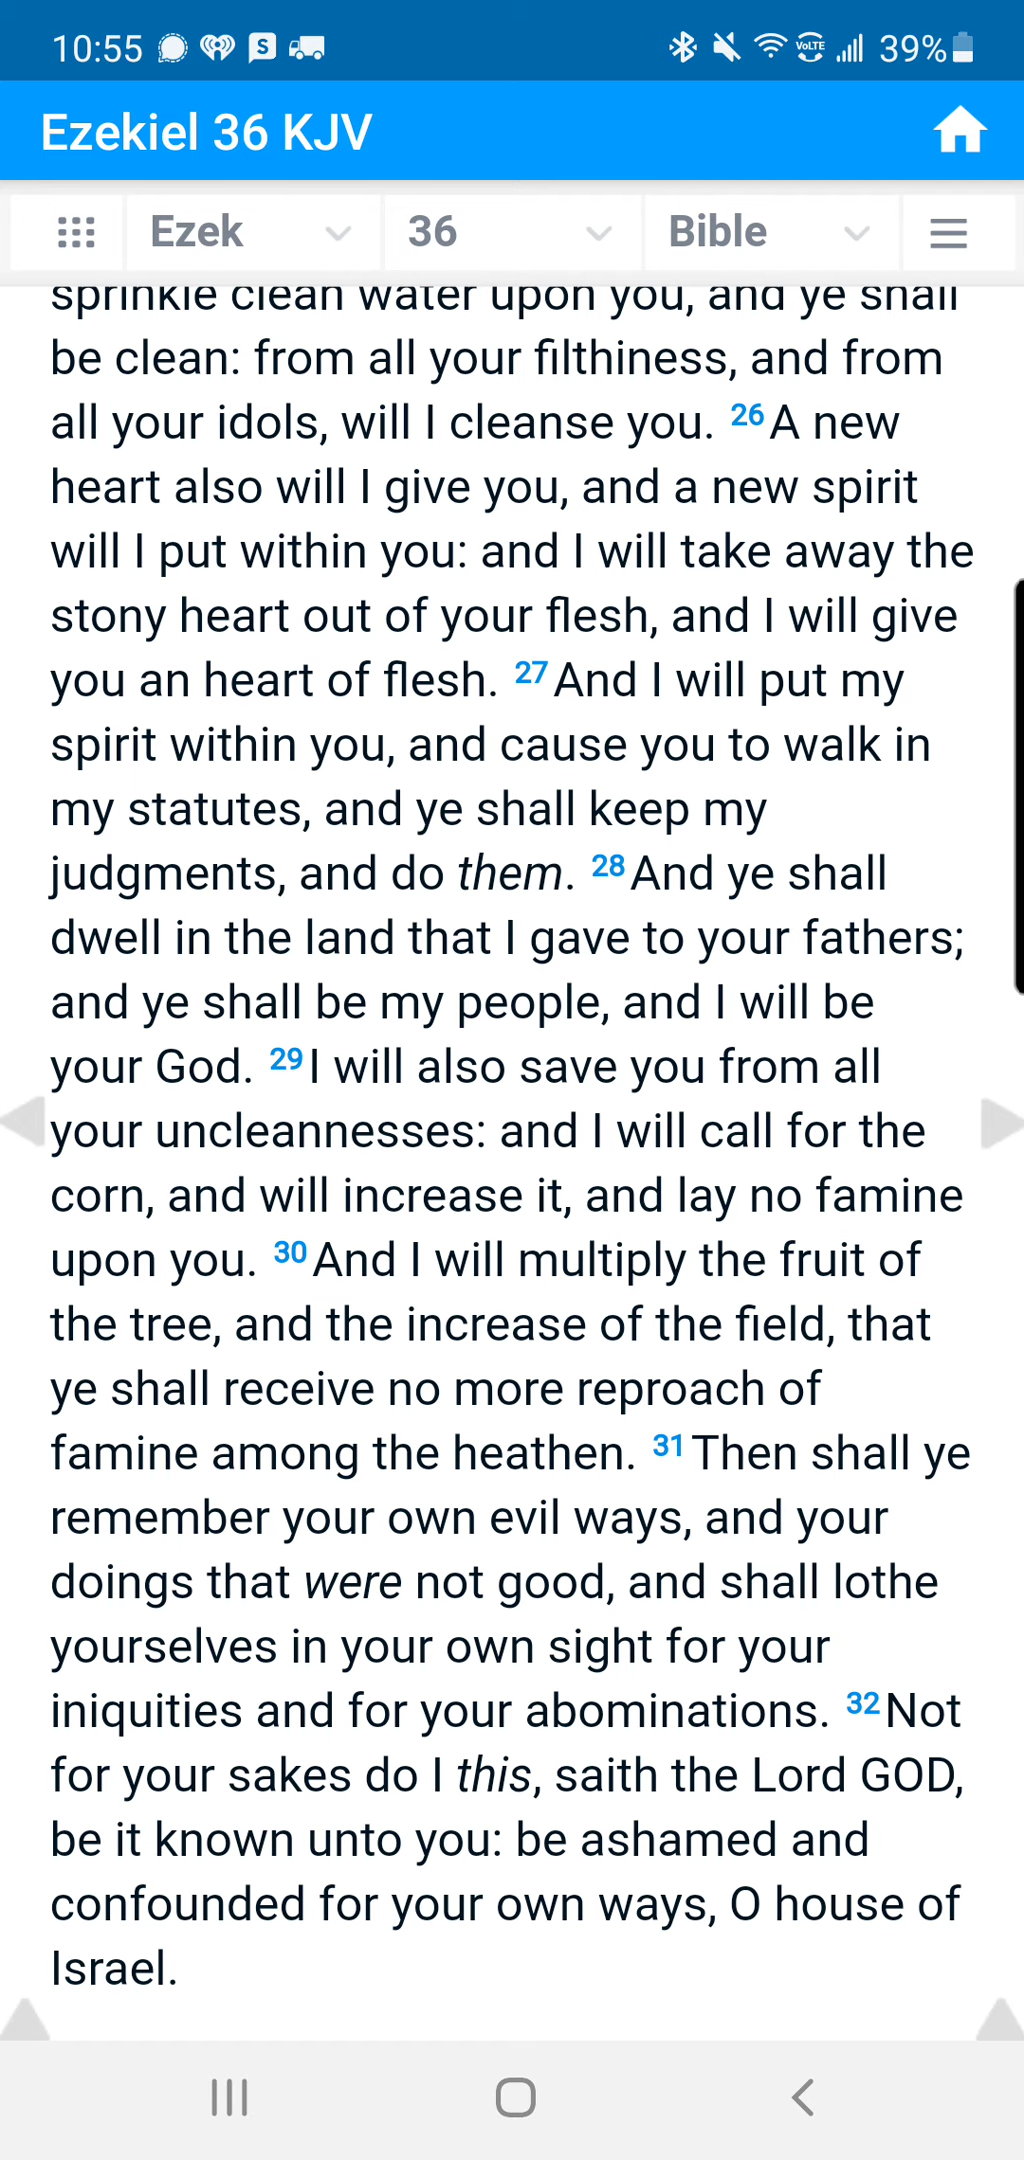 10:55 S VoLTE 39%
Ezekiel 36 KJV
Ezek 36 Bible
sprinkle clean water upon you, and ye shall
be clean: from all your filthiness, and from
all your idols, will I cleanse you. 26 A new
heart also will I give you, and a new spirit
will I put within you: and I will take away the
stony heart out of your flesh, and I will give
you an heart of flesh. 27 And I will put my
spirit within you, and cause you to walk in
my statutes, and ye shall keep my
judgments, and do them. 28 And ye shall
dwell in the land that I gave to your fathers;
and ye shall be my people, and I will be
your God. 29 I will also save you from all
your uncleannesses: and I will call for the
corn, and will increase it, and lay no famine
upon you. 30 And I will multiply the fruit of
the tree, and the increase of the field, that
ye shall receive no more reproach of
famine among the heathen. 31 Then shall ye
remember your own evil ways, and your
doings that were not good, and shall lothe
yourselves in your own sight for your
iniquities and for your abominations. 32 Not
for your sakes do I this, saith the Lord GOD,
be it known unto you: be ashamed and
confounded for your own ways, O house of
Israel.